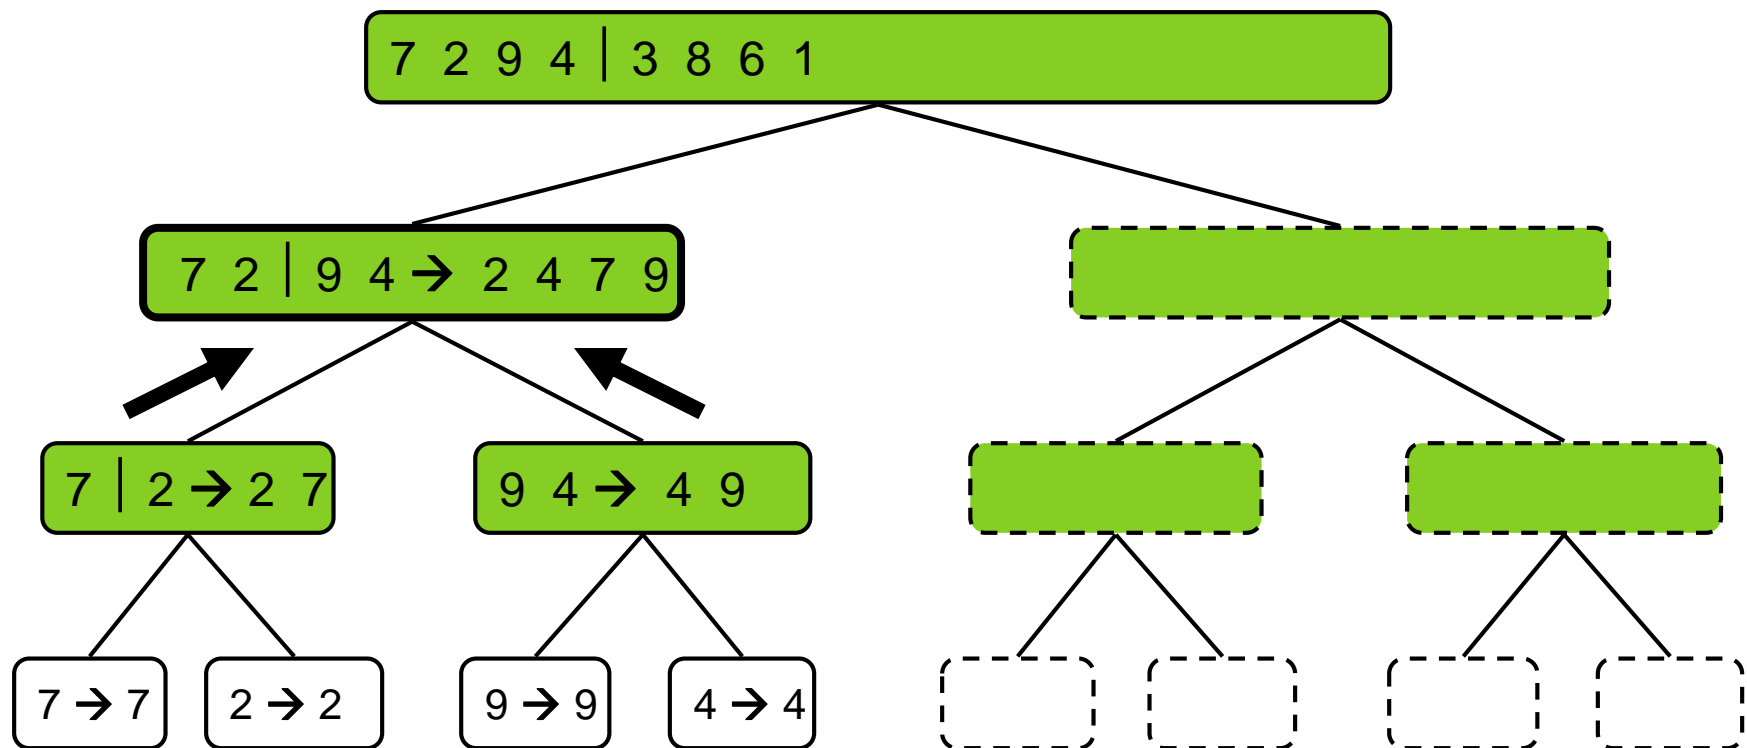 7 2 9 4 | 3 8 6 1
7 2 | 9 4 → 2 4 7 9
7 | 2 → 2 7
9 4 → 4 9
7 → 7
2 → 2
9 → 9
4 → 4